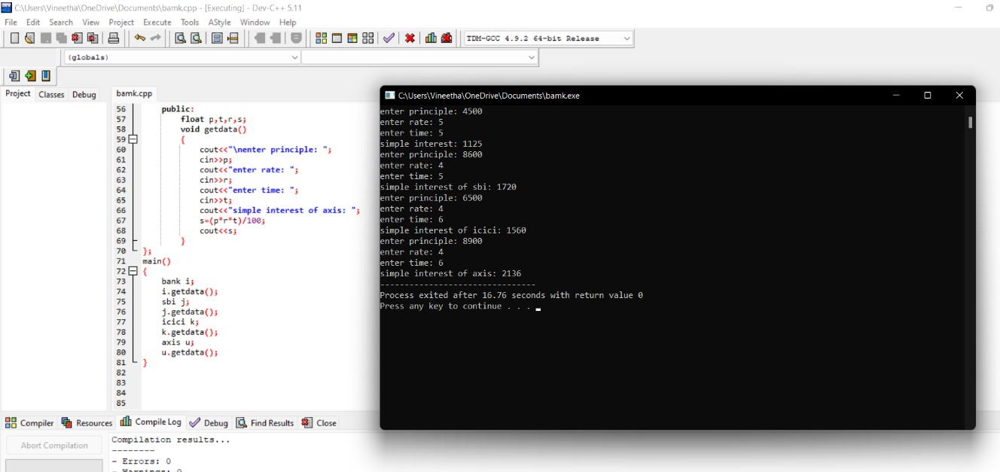 C:\Users\Vineetha\OneDrive\Documents\bamk.cpp - [Executing] - Dev-C++ 5.11
File Edit Search View Project Execute Tools AStyle Window Help
TDM-GCC 4.9.2 64-bit Release
(globals)
Project Classes Debug
bamk.cpp
56 public:
57 float p,t,r,s;
58 void getdata()
59 {
60 cout<<"\nenter principle: ";
61 cin>>p;
62 cout<<"enter rate: ";
63 cin>>r;
64 cout<<"enter time: ";
65 cin>>t;
66 cout<<"simple interest of axis: ";
67 s=(p*r*t)/100;
68 cout<<s;
69 }
70 };
71 main()
72 {
73 bank i;
74 i.getdata();
75 sbi j;
76 j.getdata();
77 icici k;
78 k.getdata();
79 axis u;
80 u.getdata();
81 }
82
83
84
85
C:\Users\Vineetha\OneDrive\Documents\bamk.exe
enter principle: 4500
enter rate: 5
enter time: 5
simple interest: 1125
enter principle: 8600
enter rate: 4
enter time: 5
simple interest of sbi: 1720
enter principle: 6500
enter rate: 4
enter time: 6
simple interest of icici: 1560
enter principle: 8900
enter rate: 4
enter time: 6
simple interest of axis: 2136
--------------------------------
Process exited after 16.76 seconds with return value 0
Press any key to continue . . .
Compiler Resources Compile Log Debug Find Results Close
Abort Compilation
Compilation results...
--------
- Errors: 0
- Warnings: 0